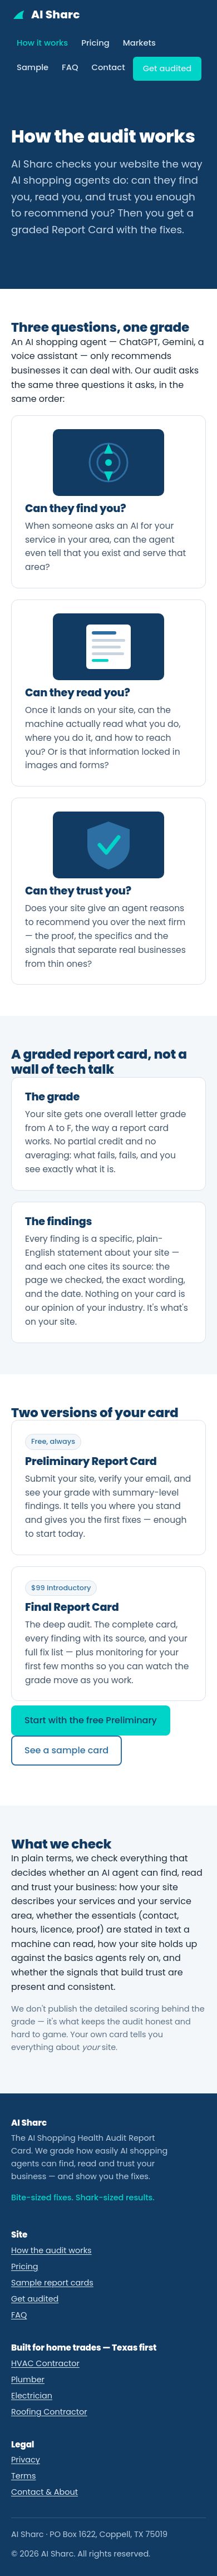 AI Sharc
How it works Pricing Markets
Sample FAQ Contact Get audited
How the audit works
AI Sharc checks your website the way
AI shopping agents do: can they find
you, read you, and trust you enough
to recommend you? Then you get a
graded Report Card with the fixes.
Three questions, one grade
An AI shopping agent — ChatGPT, Gemini, a
voice assistant — only recommends
businesses it can deal with. Our audit asks
the same three questions it asks, in the
same order:
Can they find you?
When someone asks an AI for your
service in your area, can the agent
even tell that you exist and serve that
area?
Can they read you?
Once it lands on your site, can the
machine actually read what you do,
where you do it, and how to reach
you? Or is that information locked in
images and forms?
Can they trust you?
Does your site give an agent reasons
to recommend you over the next firm
— the proof, the specifics and the
signals that separate real businesses
from thin ones?
A graded report card, not a
wall of tech talk
The grade
Your site gets one overall letter grade
from A to F, the way a report card
works. No partial credit and no
averaging: what fails, fails, and you
see exactly what it is.
The findings
Every finding is a specific, plain-
English statement about your site —
and each one cites its source: the
page we checked, the exact wording,
and the date. Nothing on your card is
our opinion of your industry. It's what's
on your site.
Two versions of your card
Free, always
Preliminary Report Card
Submit your site, verify your email, and
see your grade with summary-level
findings. It tells you where you stand
and gives you the first fixes — enough
to start today.
$99 introductory
Final Report Card
The deep audit. The complete card,
every finding with its source, and your
full fix list — plus monitoring for your
first few months so you can watch the
grade move as you work.
Start with the free Preliminary
See a sample card
What we check
In plain terms, we check everything that
decides whether an AI agent can find, read
and trust your business: how your site
describes your services and your service
area, whether the essentials (contact,
hours, licence, proof) are stated in text a
machine can read, how your site holds up
against the basics agents rely on, and
whether the signals that build trust are
present and consistent.
We don't publish the detailed scoring behind the
grade — it's what keeps the audit honest and
hard to game. Your own card tells you
everything about your site.
AI Sharc
The AI Shopping Health Audit Report
Card. We grade how easily AI shopping
agents can find, read and trust your
business — and show you the fixes.
Bite-sized fixes. Shark-sized results.
Site
How the audit works
Pricing
Sample report cards
Get audited
FAQ
Built for home trades — Texas first
HVAC Contractor
Plumber
Electrician
Roofing Contractor
Legal
Privacy
Terms
Contact & About
AI Sharc · PO Box 1622, Coppell, TX 75019
© 2026 AI Sharc. All rights reserved.